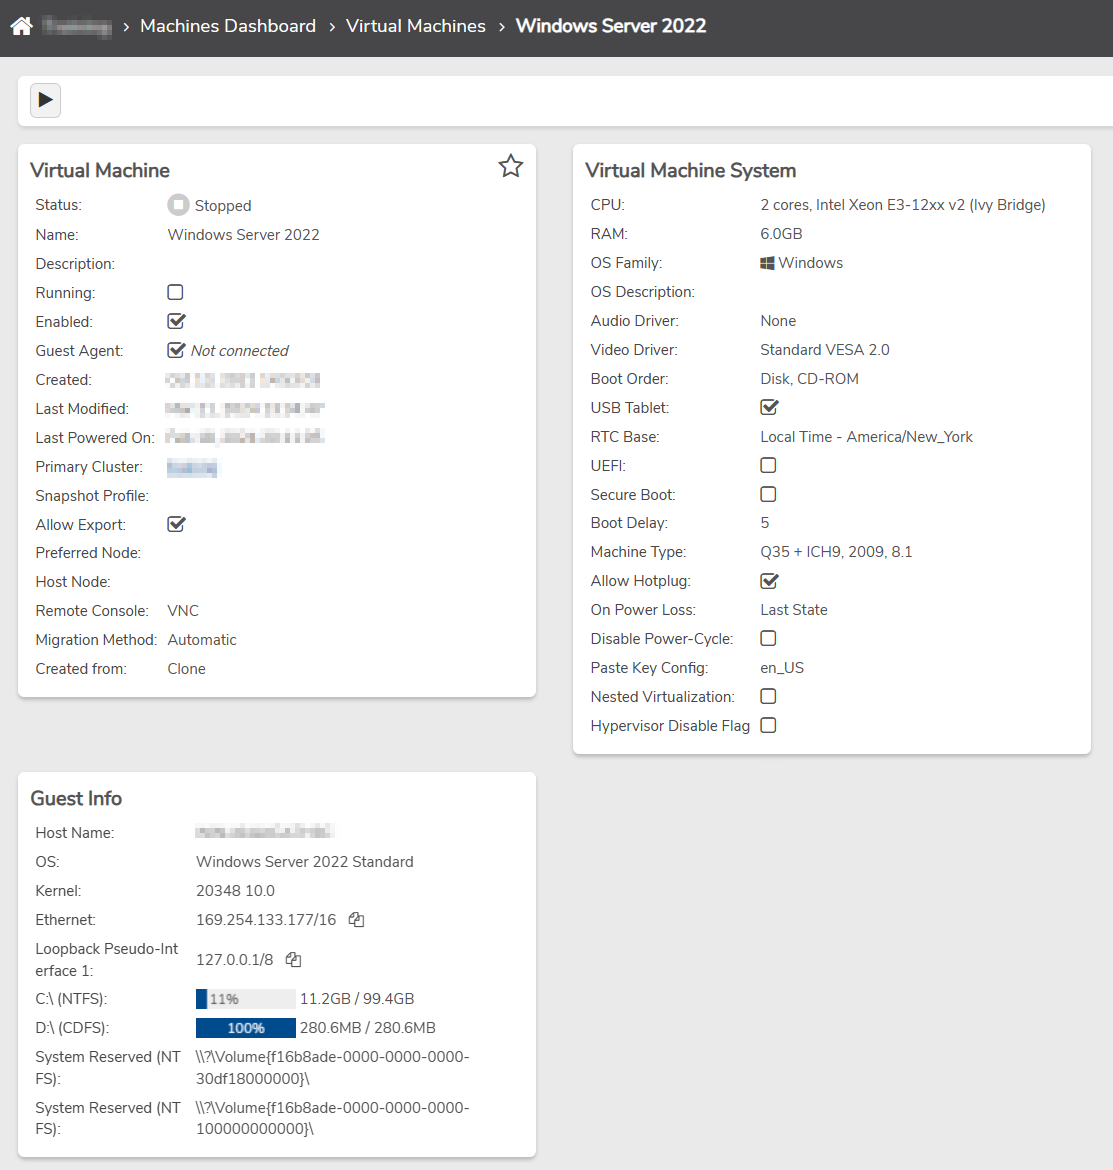 Machines Dashboard › Virtual Machines › Windows Server 2022
Virtual Machine
Status: Stopped
Name: Windows Server 2022
Description:
Running:
Enabled:
Guest Agent: Not connected
Created:
Last Modified:
Last Powered On:
Primary Cluster:
Snapshot Profile:
Allow Export:
Preferred Node:
Host Node:
Remote Console: VNC
Migration Method: Automatic
Created from: Clone
Virtual Machine System
CPU: 2 cores, Intel Xeon E3-12xx v2 (Ivy Bridge)
RAM: 6.0GB
OS Family: Windows
OS Description:
Audio Driver: None
Video Driver: Standard VESA 2.0
Boot Order: Disk, CD-ROM
USB Tablet:
RTC Base: Local Time - America/New_York
UEFI:
Secure Boot:
Boot Delay: 5
Machine Type: Q35 + ICH9, 2009, 8.1
Allow Hotplug:
On Power Loss: Last State
Disable Power-Cycle:
Paste Key Config: en_US
Nested Virtualization:
Hypervisor Disable Flag
Guest Info
Host Name:
OS: Windows Server 2022 Standard
Kernel: 20348 10.0
Ethernet: 169.254.133.177/16
Loopback Pseudo-Int
erface 1: 127.0.0.1/8
C:\ (NTFS): 11% 11.2GB / 99.4GB
D:\ (CDFS): 100% 280.6MB / 280.6MB
System Reserved (NT \\?\Volume{f16b8ade-0000-0000-0000-
FS): 30df18000000}\
System Reserved (NT \\?\Volume{f16b8ade-0000-0000-0000-
FS): 100000000000}\